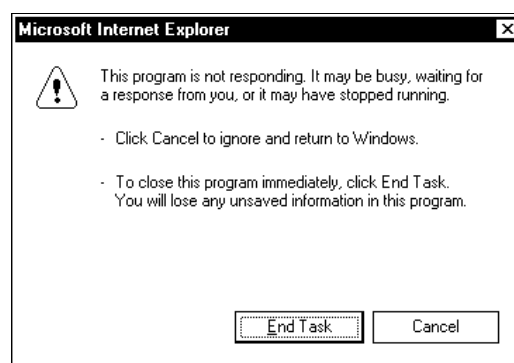 Microsoft Internet Explorer
This program is not responding. It may be busy, waiting for
a response from you, or it may have stopped running.
- Click Cancel to ignore and return to Windows.
- To close this program immediately, click End Task.
You will lose any unsaved information in this program.
End Task Cancel